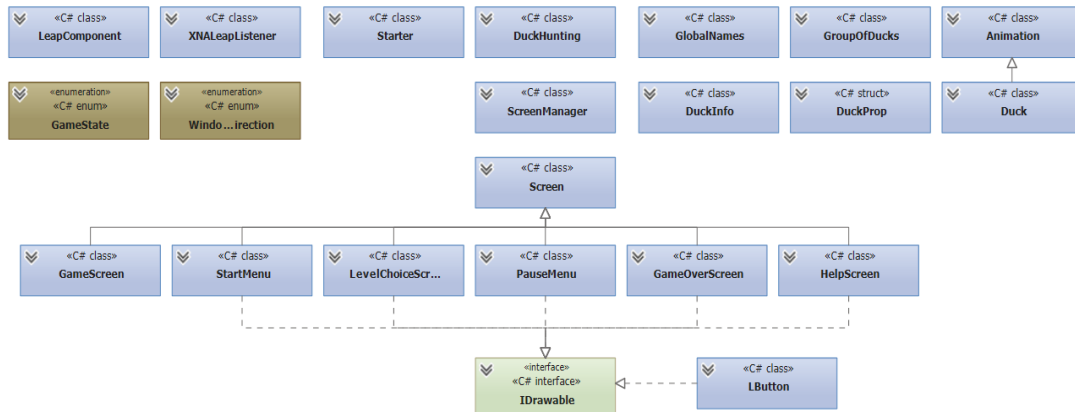 «C# class»
LeapComponent
«C# class»
XNALeapListener
«C# class»
Starter
«C# class»
DuckHunting
«C# class»
GlobalNames
«C# class»
GroupOfDucks
«C# class»
Animation
«enumeration»
«C# enum»
GameState
«enumeration»
«C# enum»
Windo...irection
«C# class»
ScreenManager
«C# class»
DuckInfo
«C# struct»
DuckProp
«C# class»
Duck
«C# class»
Screen
«C# class»
GameScreen
«C# class»
StartMenu
«C# class»
LevelChoiceScr...
«C# class»
PauseMenu
«C# class»
GameOverScreen
«C# class»
HelpScreen
«interface»
«C# interface»
IDrawable
«C# class»
LButton